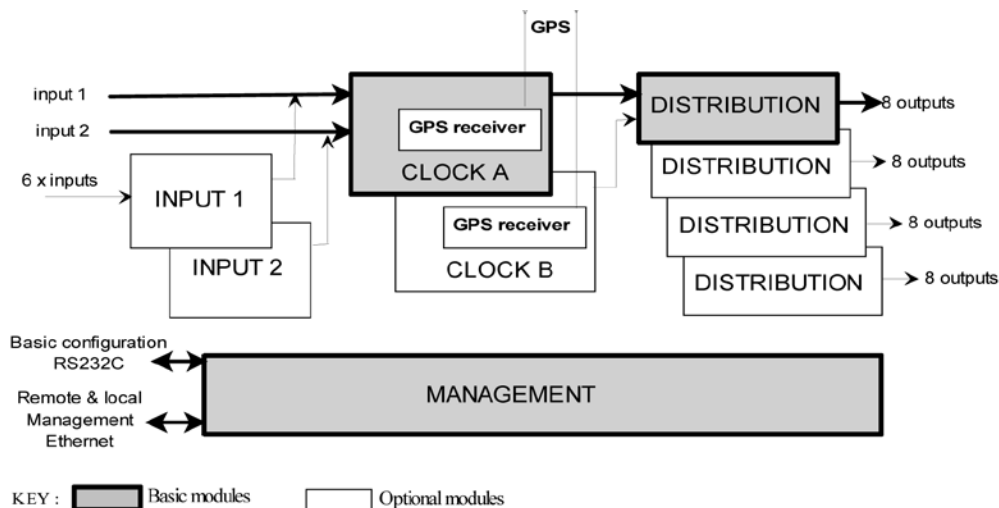 GPS
input 1
input 2
6 x inputs
INPUT 1
INPUT 2
GPS receiver
CLOCK A
GPS receiver
CLOCK B
DISTRIBUTION
8 outputs
DISTRIBUTION
8 outputs
DISTRIBUTION
8 outputs
DISTRIBUTION
8 outputs
Basic configuration
RS232C
Remote & local
Management
Ethernet
MANAGEMENT
KEY :
Basic modules
Optional modules